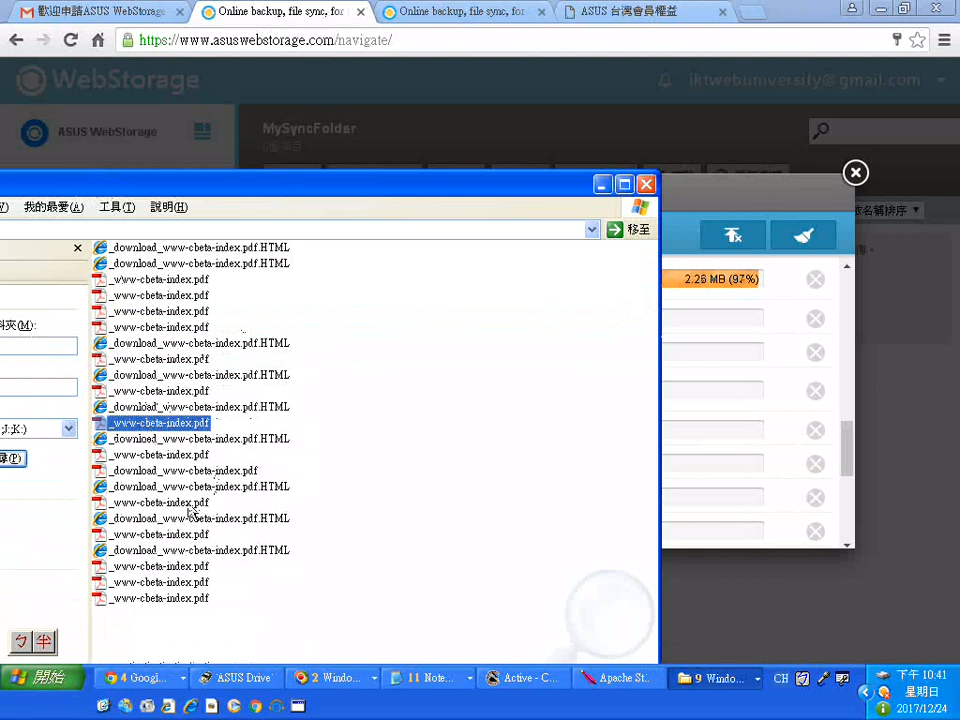 歡迎申請ASUS WebStorage
Online backup, file sync, for
Online backup, file sync, for
ASUS 台灣會員權益
https://www.asuswebstorage.com/navigate/
WebStorage
iktwebuniversity@gmail.com
ASUS WebStorage
MySyncFolder
依名稱排序
我的最愛(A) 工具(T) 說明(H)
移至
_download_www-cbeta-index.pdf.HTML
_download_www-cbeta-index.pdf.HTML
_www-cbeta-index.pdf
_www-cbeta-index.pdf
_www-cbeta-index.pdf
_www-cbeta-index.pdf
_download_www-cbeta-index.pdf.HTML
_www-cbeta-index.pdf
_download_www-cbeta-index.pdf.HTML
_www-cbeta-index.pdf
_download_www-cbeta-index.pdf.HTML
_www-cbeta-index.pdf
_download_www-cbeta-index.pdf.HTML
_www-cbeta-index.pdf
_download_www-cbeta-index.pdf
_download_www-cbeta-index.pdf.HTML
_www-cbeta-index.pdf
_download_www-cbeta-index.pdf.HTML
_www-cbeta-index.pdf
_download_www-cbeta-index.pdf.HTML
_www-cbeta-index.pdf
_www-cbeta-index.pdf
_www-cbeta-index.pdf
料夾(M):
;J;K:)
尋(P)
2.26 MB (97%)
ㄅ 半
開始
4 Googl...
ASUS Drive
2 Windo...
11 Note...
Active - C...
Apache St...
9 Windo...
CH
下午 10:41
星期日
2017/12/24